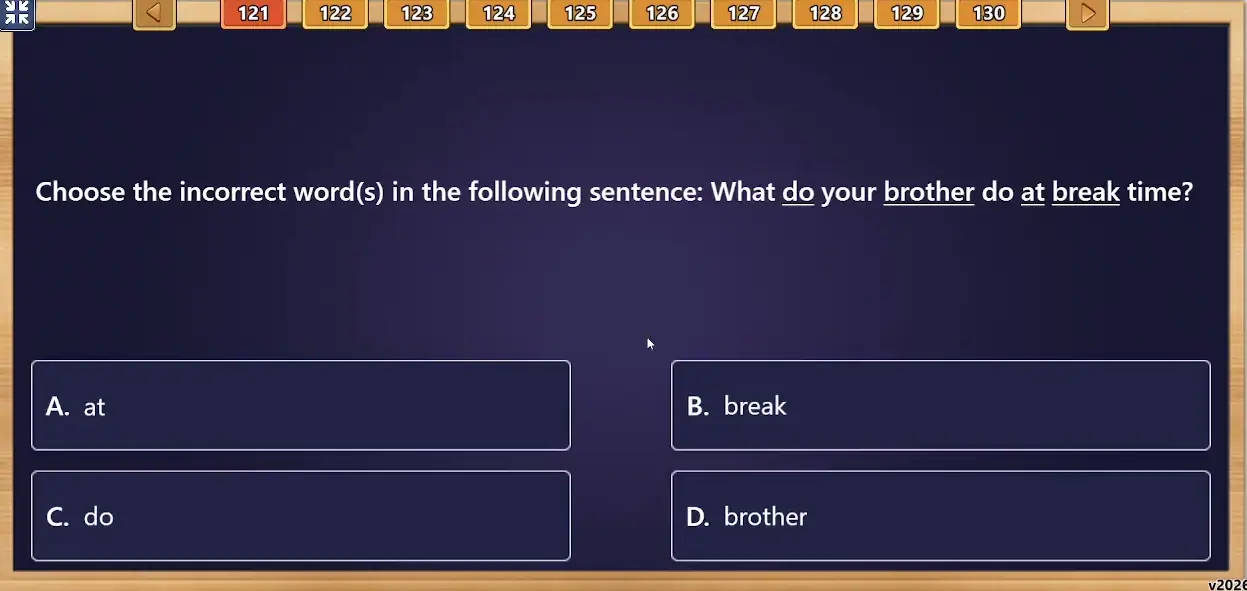 121 122 123 124 125 126 127 128 129 130
Choose the incorrect word(s) in the following sentence: What do your brother do at break time?
A. at
B. break
C. do
D. brother
v2026